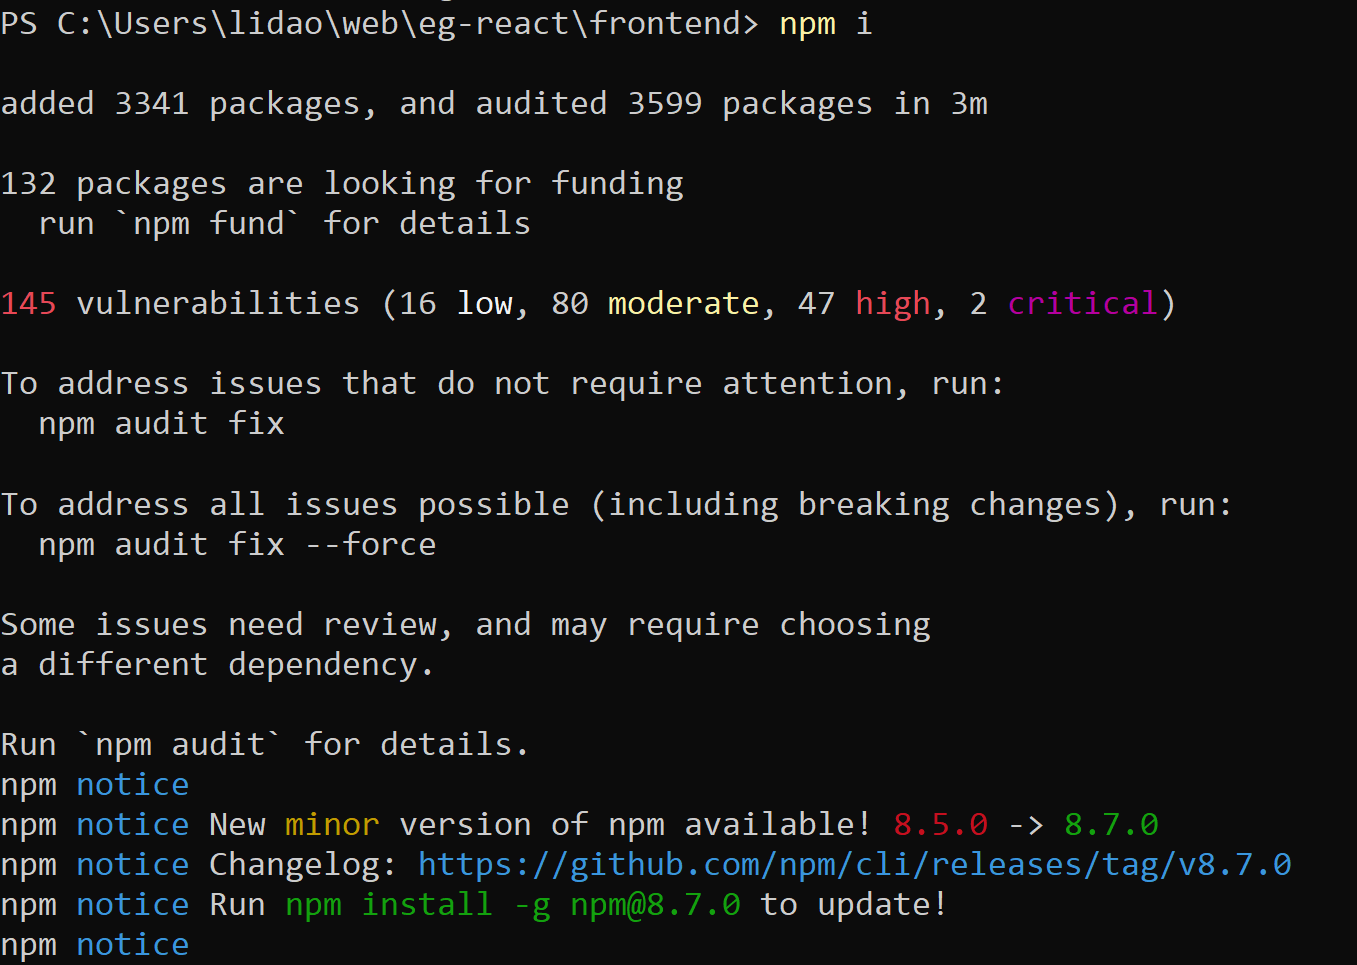 PS C:\Users\lidao\web\eg-react\frontend> npm i
added 3341 packages, and audited 3599 packages in 3m
132 packages are looking for funding
  run `npm fund` for details
145 vulnerabilities (16 low, 80 moderate, 47 high, 2 critical)
To address issues that do not require attention, run:
  npm audit fix
To address all issues possible (including breaking changes), run:
  npm audit fix --force
Some issues need review, and may require choosing
a different dependency.
Run `npm audit` for details.
npm notice
npm notice New minor version of npm available! 8.5.0 -> 8.7.0
npm notice Changelog: https://github.com/npm/cli/releases/tag/v8.7.0
npm notice Run npm install -g npm@8.7.0 to update!
npm notice